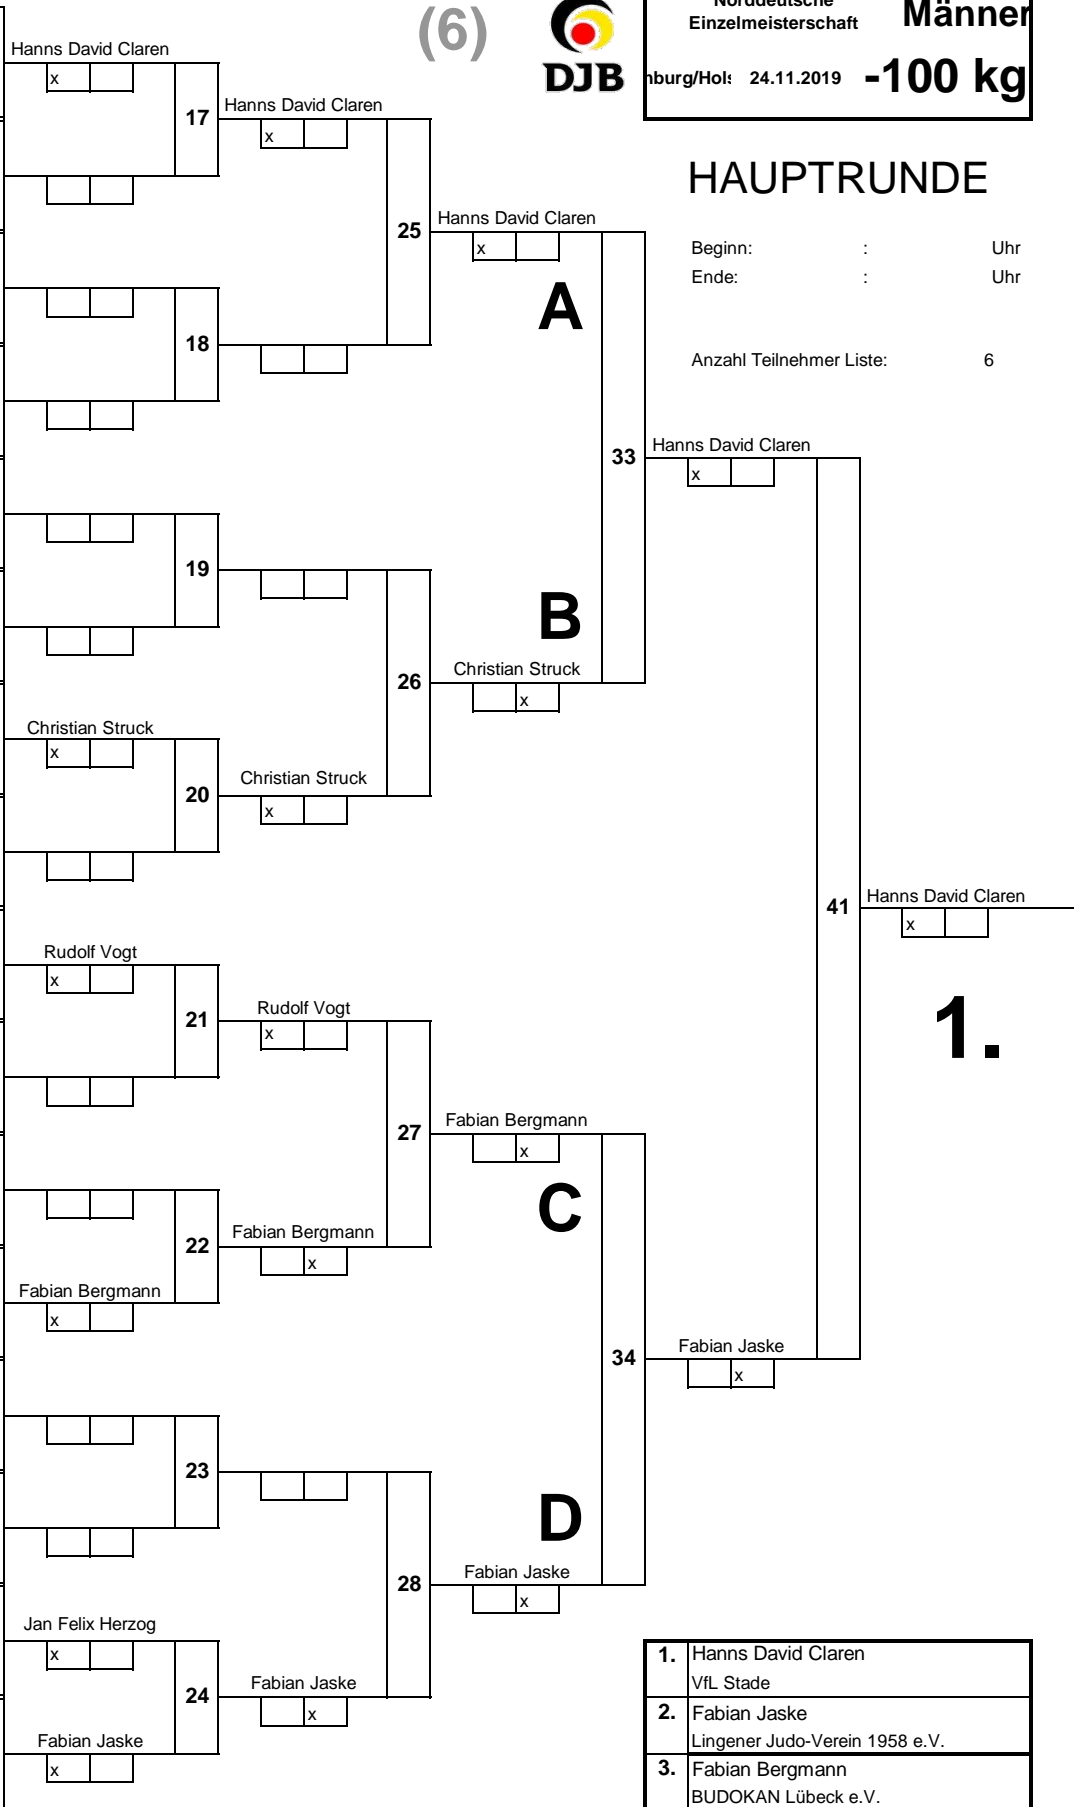 (6)
DJB
Norddeutsche
Einzelmeisterschaft
Männer
24.11.2019
-100 kg
HAUPTRUNDE
Beginn: : Uhr
Ende: : Uhr
Anzahl Teilnehmer Liste: 6
Hanns David Claren
x
17
Hanns David Claren
x
25
Hanns David Claren
x
A
18
33
Hanns David Claren
x
19
B
26
Christian Struck
x
Christian Struck
x
20
Christian Struck
x
41
Hanns David Claren
x
1.
Rudolf Vogt
x
21
Rudolf Vogt
x
27
Fabian Bergmann
x
C
22
Fabian Bergmann
x
Fabian Bergmann
x
34
Fabian Jaske
x
23
D
28
Fabian Jaske
x
Jan Felix Herzog
x
24
Fabian Jaske
x
Fabian Jaske
x
1. Hanns David Claren
VfL Stade
2. Fabian Jaske
Lingener Judo-Verein 1958 e.V.
3. Fabian Bergmann
BUDOKAN Lübeck e.V.